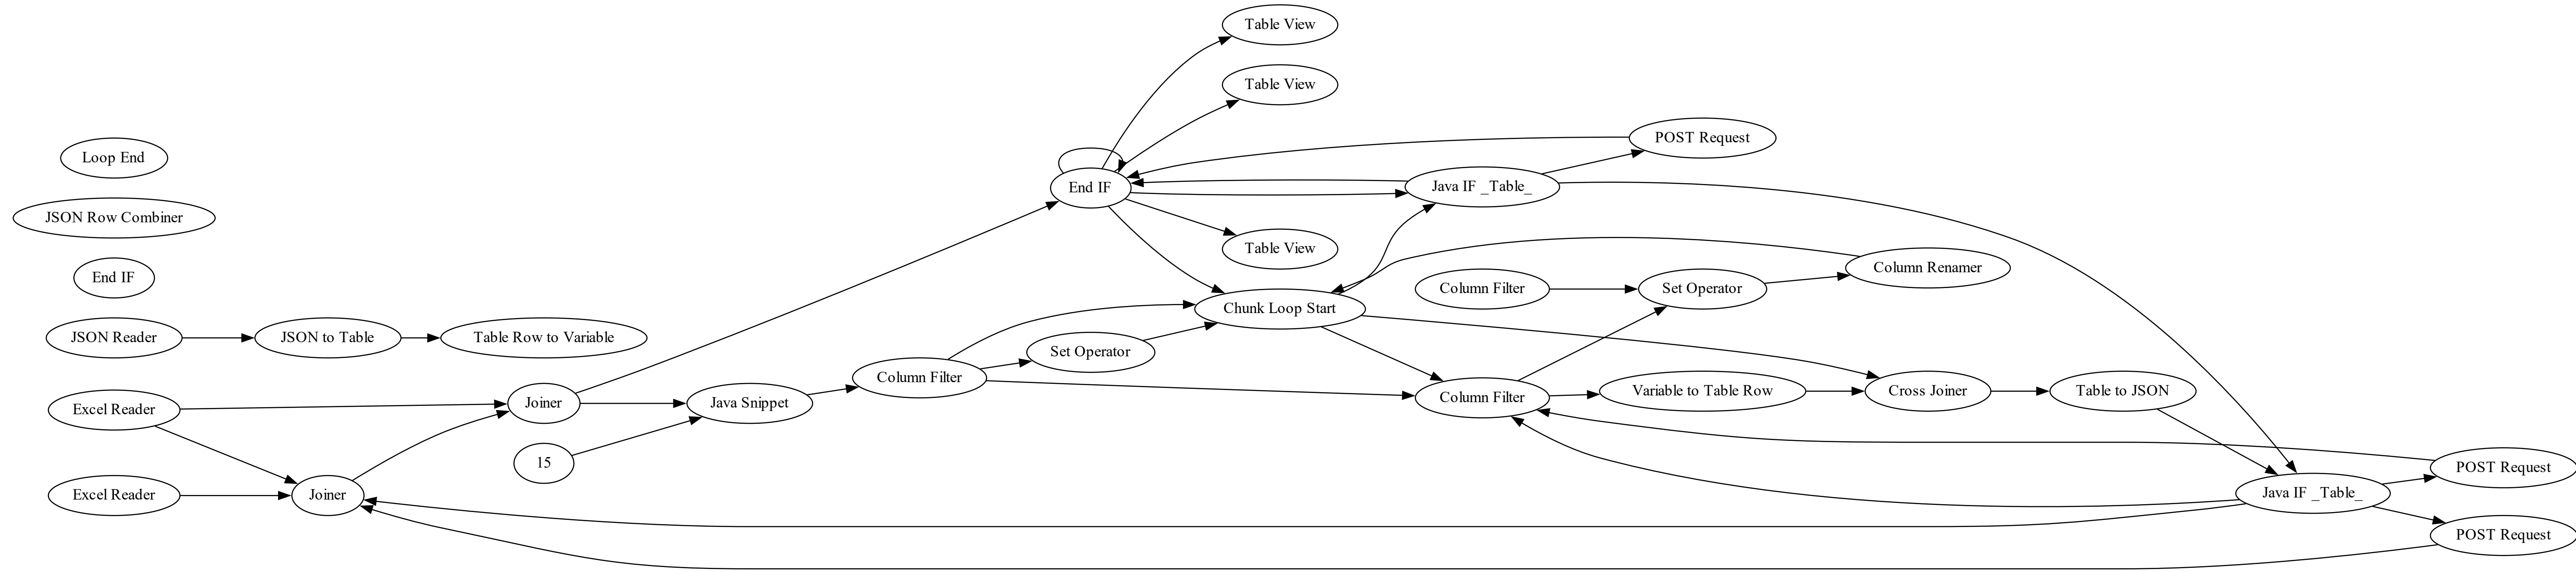 Table View
Table View
POST Request
Loop End
End IF
Java IF _Table_
JSON Row Combiner
Table View
Column Renamer
End IF
Column Filter
Set Operator
Chunk Loop Start
JSON Reader
JSON to Table
Table Row to Variable
Set Operator
Column Filter
Variable to Table Row
Cross Joiner
Table to JSON
Column Filter
Excel Reader
Joiner
Java Snippet
15
POST Request
Excel Reader
Joiner
Java IF _Table_
POST Request